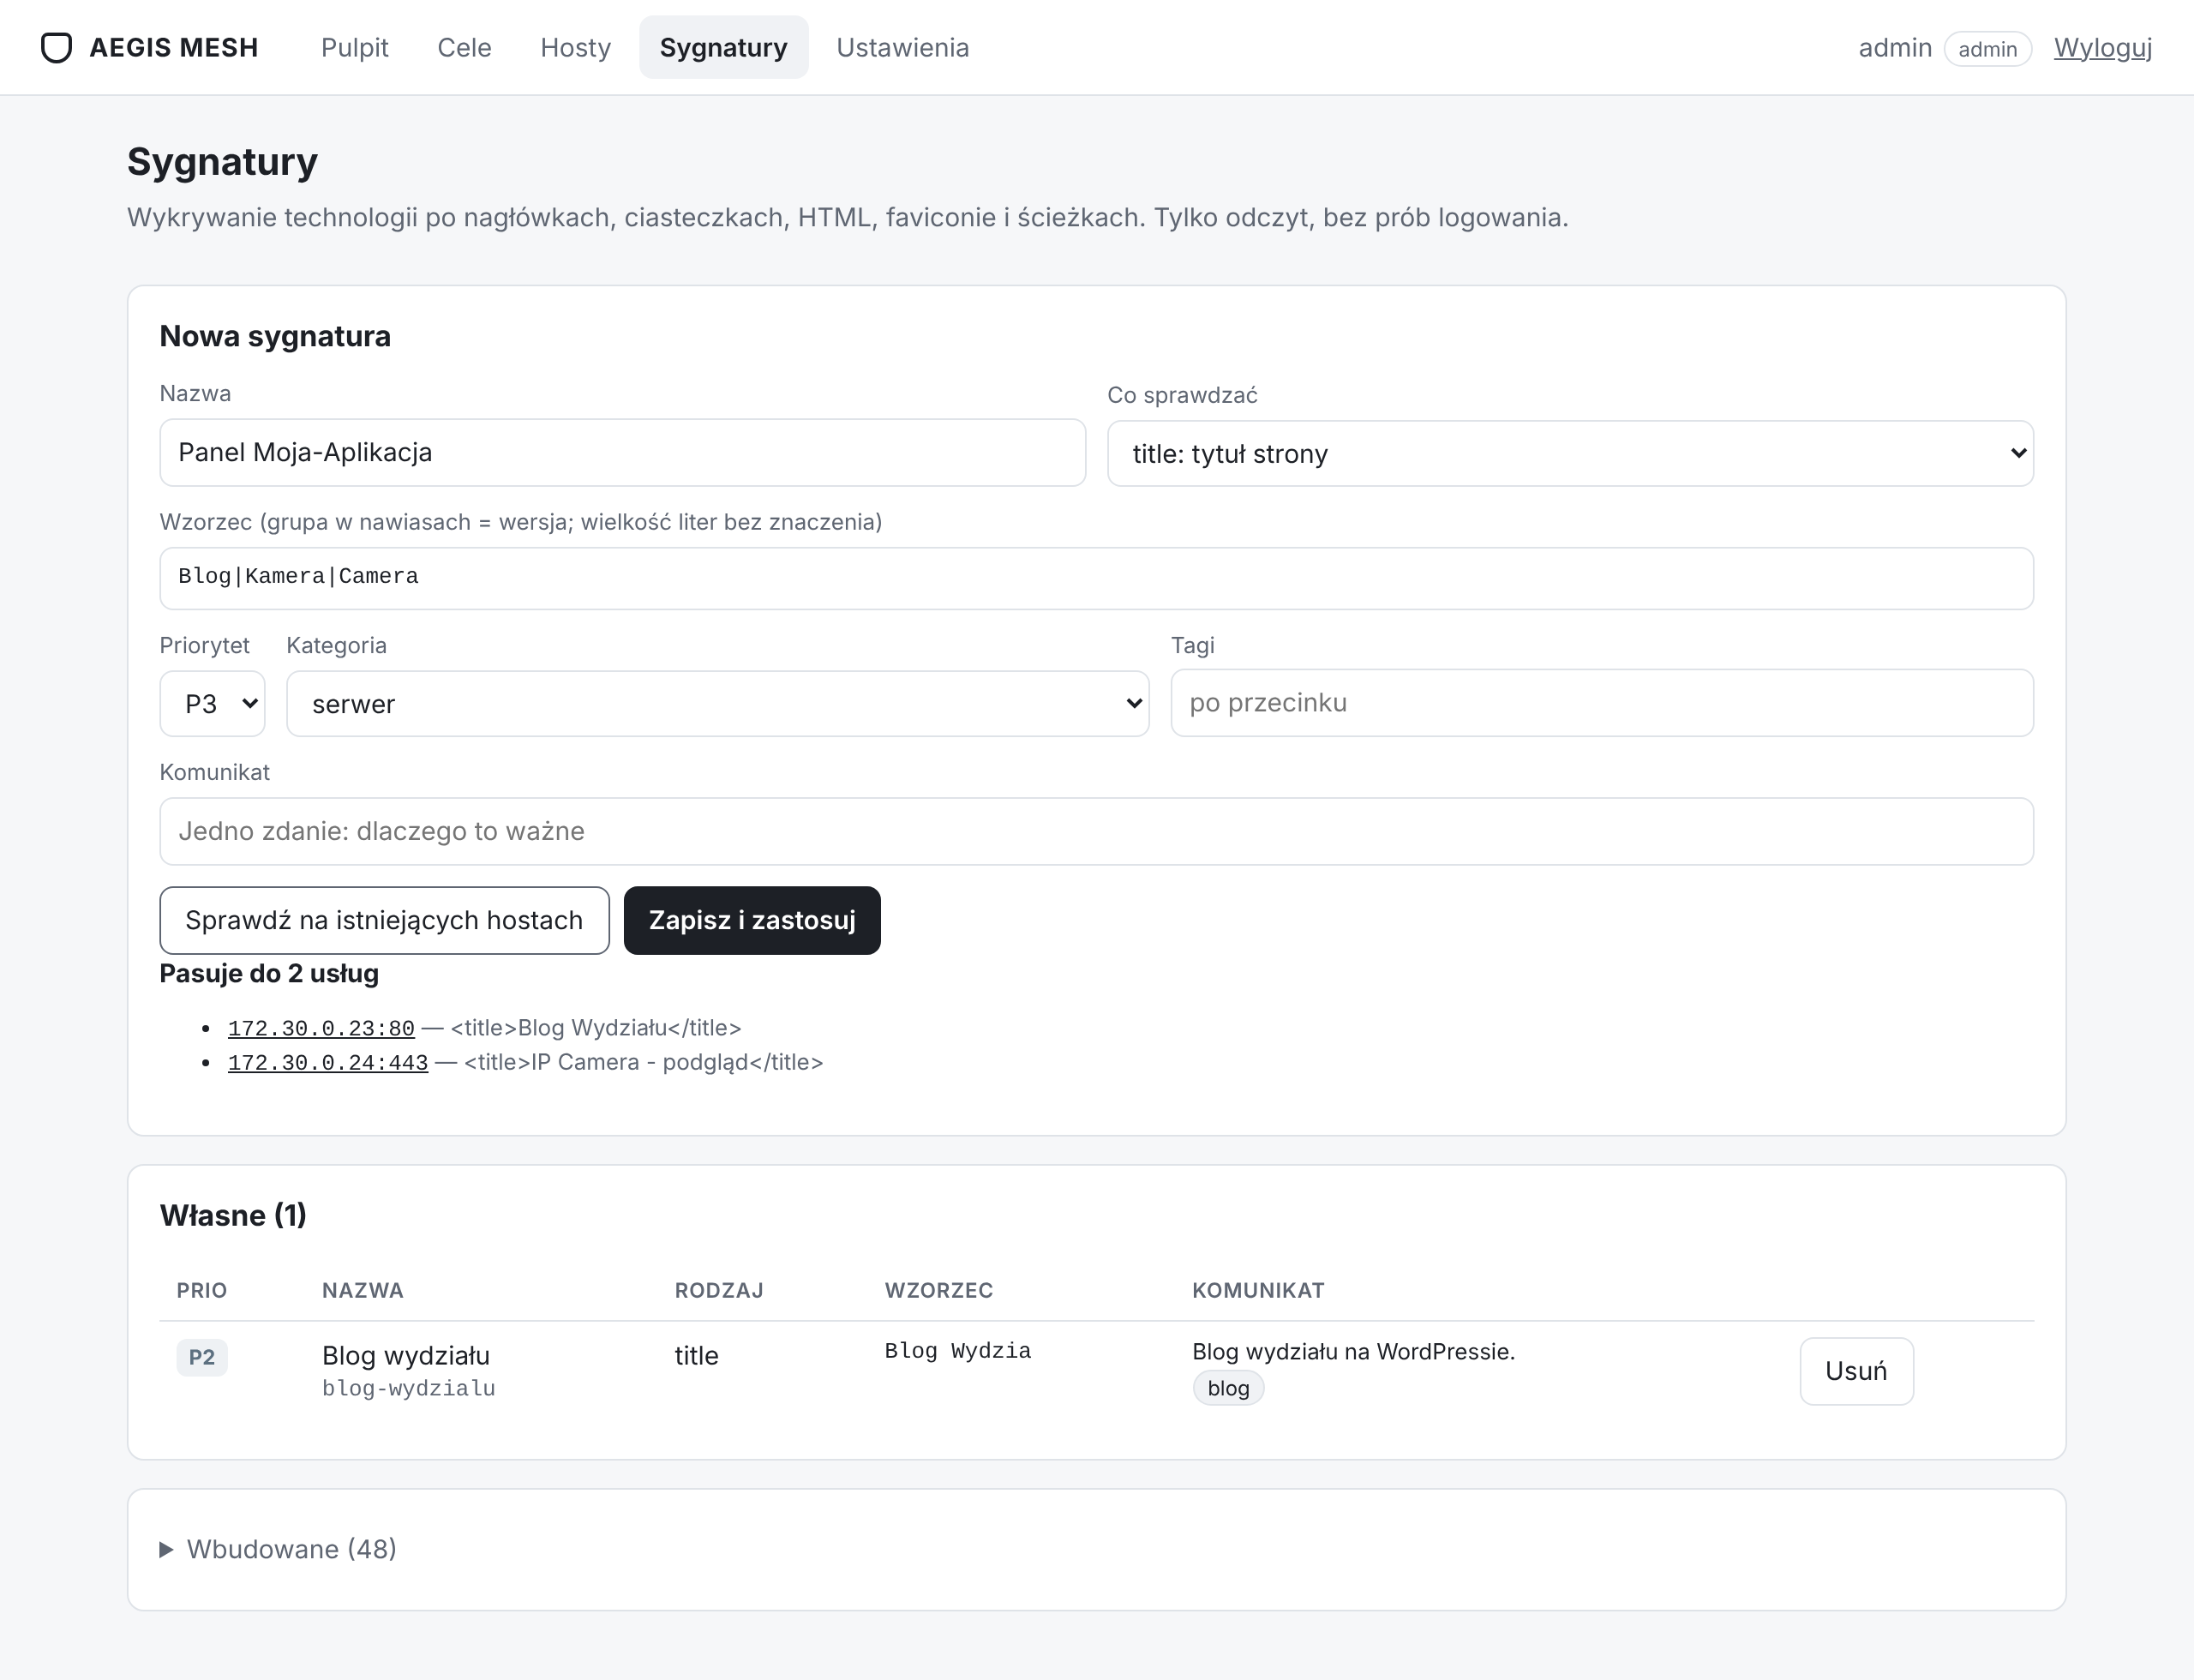 AEGIS MESH Pulpit Cele Hosty Sygnatury Ustawienia admin admin Wyloguj
Sygnatury
Wykrywanie technologii po nagłówkach, ciasteczkach, HTML, faviconie i ścieżkach. Tylko odczyt, bez prób logowania.
Nowa sygnatura
Nazwa Co sprawdzać
Panel Moja-Aplikacja title: tytuł strony
Wzorzec (grupa w nawiasach = wersja; wielkość liter bez znaczenia)
Blog|Kamera|Camera
Priorytet Kategoria Tagi
P3 serwer po przecinku
Komunikat
Jedno zdanie: dlaczego to ważne
Sprawdź na istniejących hostach Zapisz i zastosuj
Pasuje do 2 usług
• 172.30.0.23:80 — <title>Blog Wydziału</title>
• 172.30.0.24:443 — <title>IP Camera - podgląd</title>
Własne (1)
PRIO NAZWA RODZAJ WZORZEC KOMUNIKAT
P2 Blog wydziału title Blog Wydzia Blog wydziału na WordPressie. Usuń
blog-wydzialu blog
Wbudowane (48)